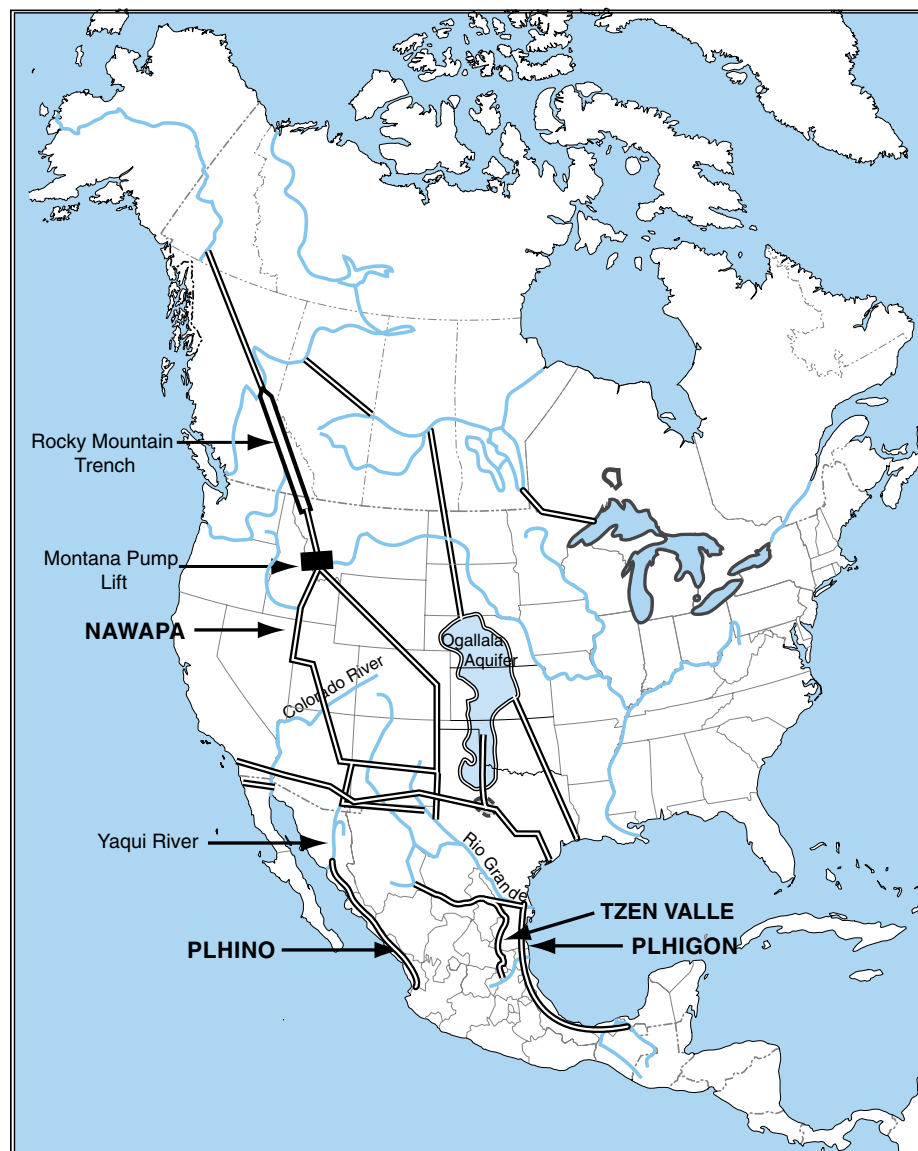 Rocky Mountain
Trench
Montana Pump
Lift
NAWAPA
Ogallala
Aquifer
Colorado River
Yaqui River
Rio Grande
TZEN VALLE
PLHINO
PLHIGON